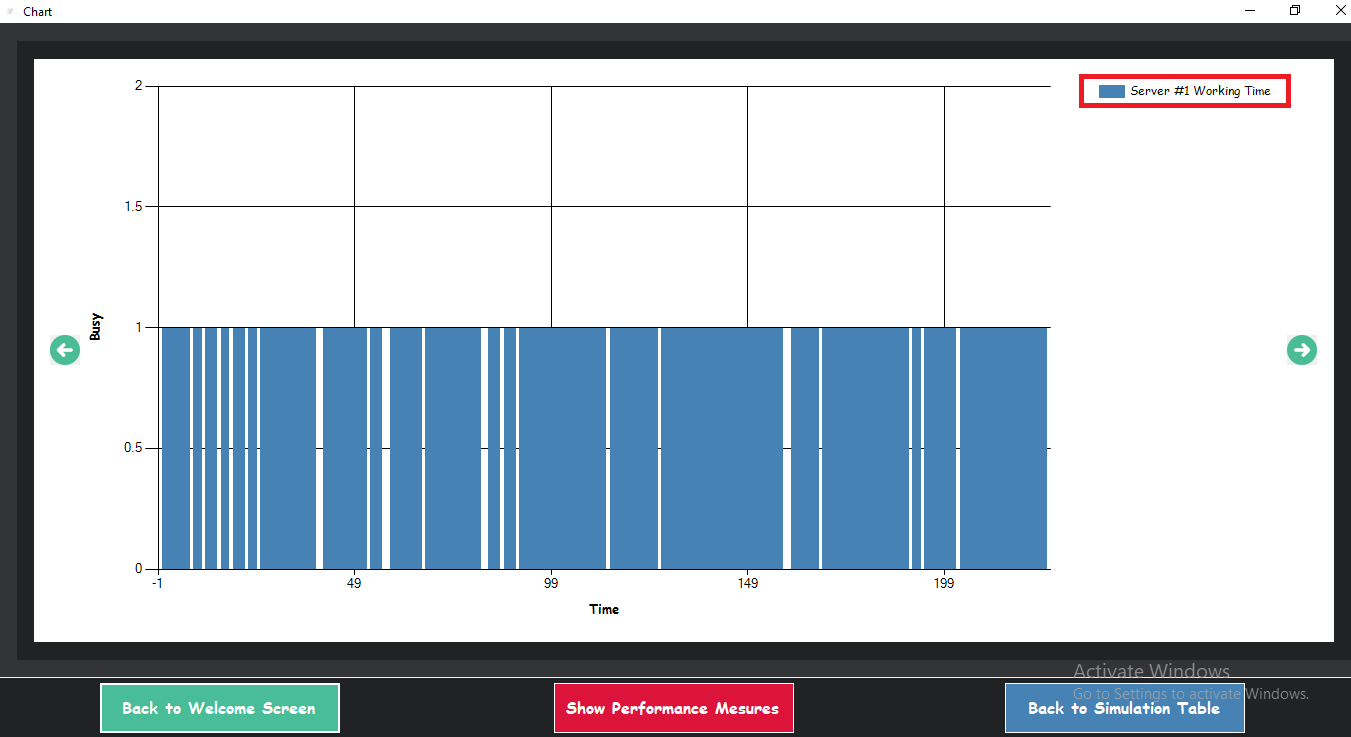 Chart
Server #1 Working Time
2
1.5
1
0.5
0
Busy
-1 49 99 149 199
Time
Activate Windows
Go to Settings to activate Windows.
Back to Welcome Screen
Show Performance Mesures
Back to Simulation Table